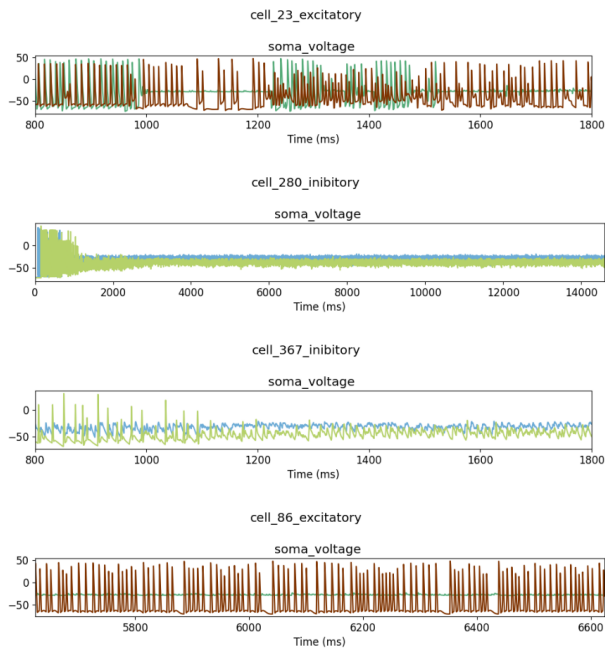 cell_23_excitatory
soma_voltage
50
0
−50
800 1000 1200 1400 1600 1800
Time (ms)
cell_280_inibitory
soma_voltage
0
−50
0 2000 4000 6000 8000 10000 12000 14000
Time (ms)
cell_367_inibitory
soma_voltage
0
−50
800 1000 1200 1400 1600 1800
Time (ms)
cell_86_excitatory
soma_voltage
50
0
−50
5800 6000 6200 6400 6600
Time (ms)